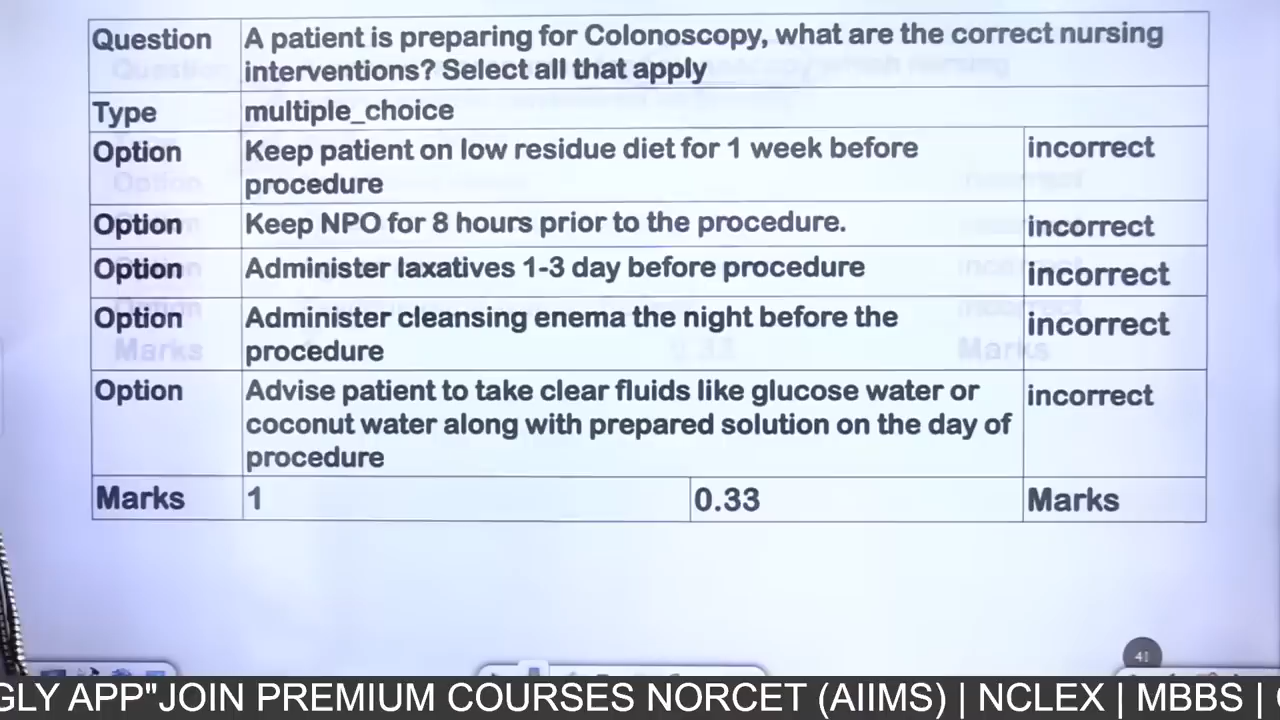 Question A patient is preparing for Colonoscopy, what are the correct nursing
interventions? Select all that apply
Type multiple_choice
Option Keep patient on low residue diet for 1 week before incorrect
procedure
Option Keep NPO for 8 hours prior to the procedure. incorrect
Option Administer laxatives 1-3 day before procedure incorrect
Option Administer cleansing enema the night before the incorrect
procedure
Option Advise patient to take clear fluids like glucose water or incorrect
coconut water along with prepared solution on the day of
procedure
Marks 1 0.33 Marks
41
GLY APP"JOIN PREMIUM COURSES NORCET (AIIMS) | NCLEX | MBBS |